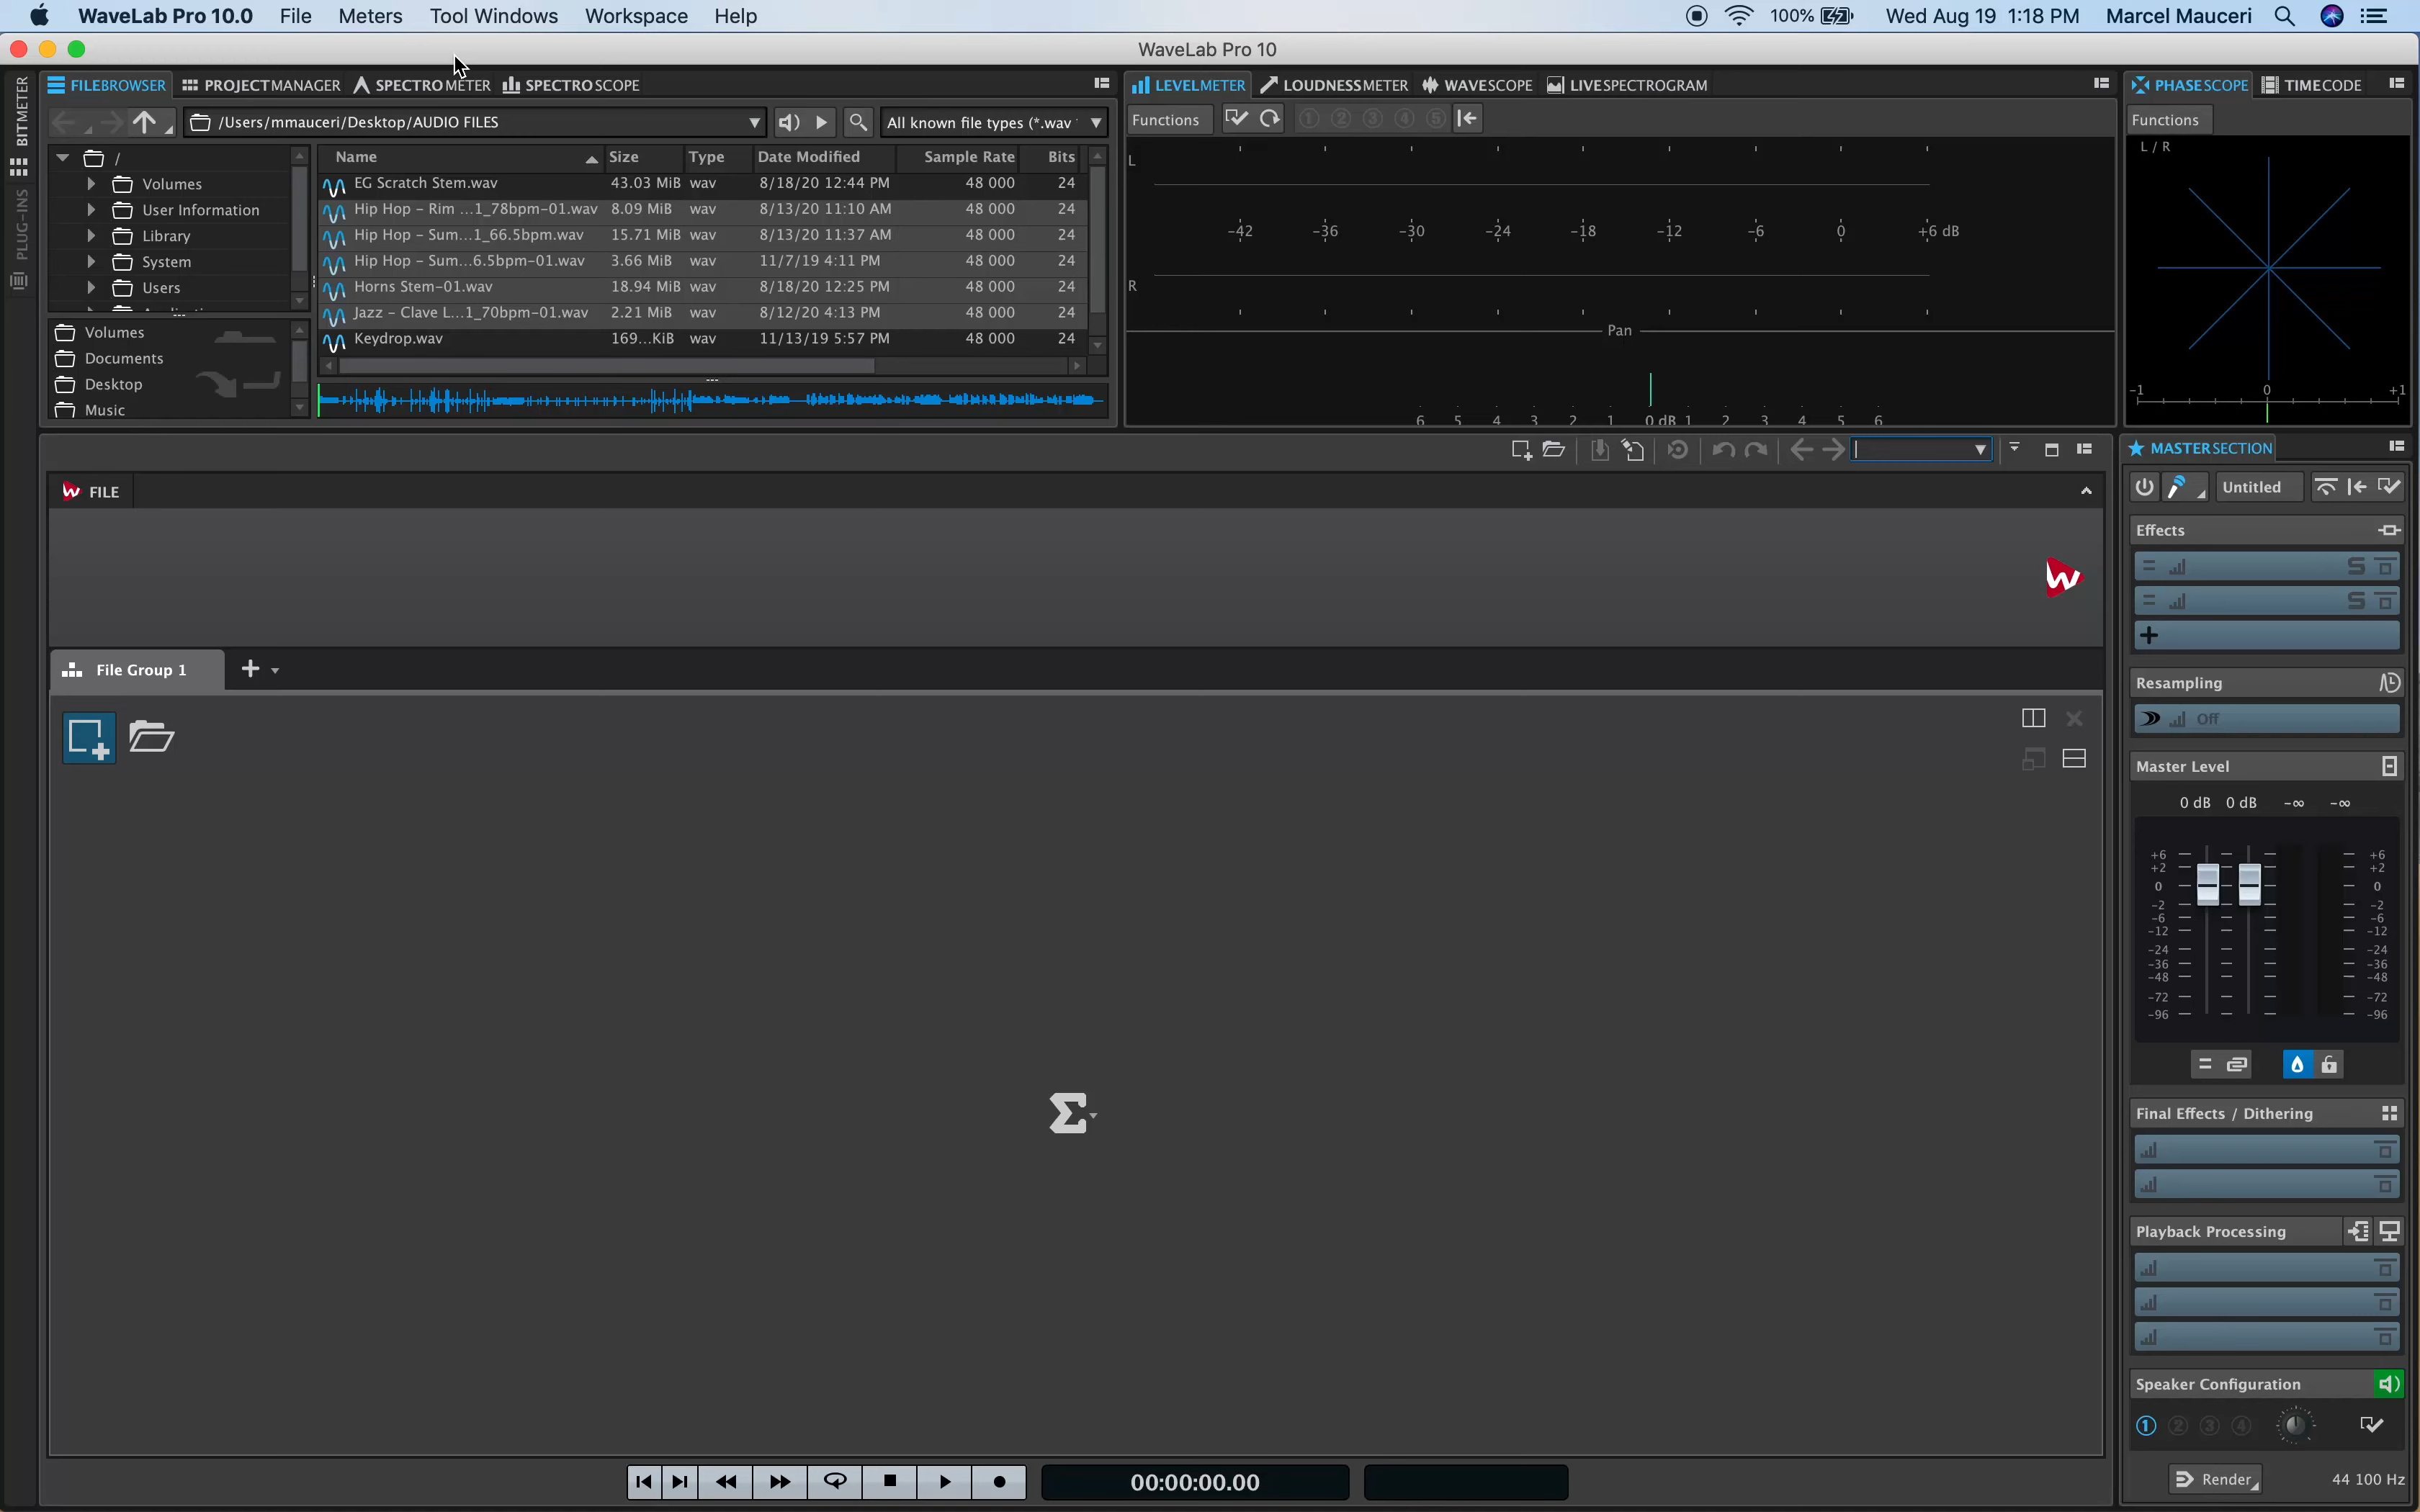 WaveLab Pro 10.0 File Meters Tool Windows Workspace Help 100% Wed Aug 19 1:18 PM Marcel Mauceri
WaveLab Pro 10
BITMETER
PLUG-INS
FILEBROWSER PROJECTMANAGER SPECTROMETER SPECTROSCOPE
/Users/mmauceri/Desktop/AUDIO FILES All known file types (*.wav
/
Volumes
User Information
Library
System
Users
Volumes
Documents
Desktop
Music
Name Size Type Date Modified Sample Rate Bits
EG Scratch Stem.wav 43.03 MiB wav 8/18/20 12:44 PM 48 000 24
Hip Hop - Rim ...1_78bpm-01.wav 8.09 MiB wav 8/13/20 11:10 AM 48 000 24
Hip Hop - Sum...1_66.5bpm.wav 15.71 MiB wav 8/13/20 11:37 AM 48 000 24
Hip Hop - Sum...6.5bpm-01.wav 3.66 MiB wav 11/7/19 4:11 PM 48 000 24
Horns Stem-01.wav 18.94 MiB wav 8/18/20 12:25 PM 48 000 24
Jazz - Clave L...1_70bpm-01.wav 2.21 MiB wav 8/12/20 4:13 PM 48 000 24
Keydrop.wav 169...KiB wav 11/13/19 5:57 PM 48 000 24
LEVELMETER LOUDNESSMETER WAVESCOPE LIVESPECTROGRAM
Functions 1 2 3 4 5
L
-42 -36 -30 -24 -18 -12 -6 0 +6 dB
R
Pan
6 5 4 3 2 1 0 dB 1 2 3 4 5 6
PHASESCOPE TIMECODE
Functions
L / R
-1 0 +1
FILE
File Group 1
00:00:00.00
MASTERSECTION
Untitled
Effects
S
S
Resampling
Off
Master Level
0 dB 0 dB -∞ -∞
+6 +6
+2 +2
0 0
-2 -2
-6 -6
-12 -12
-24 -24
-36 -36
-48 -48
-72 -72
-96 -96
Final Effects / Dithering
Playback Processing
Speaker Configuration
1 2 3 4
Render 44 100 Hz